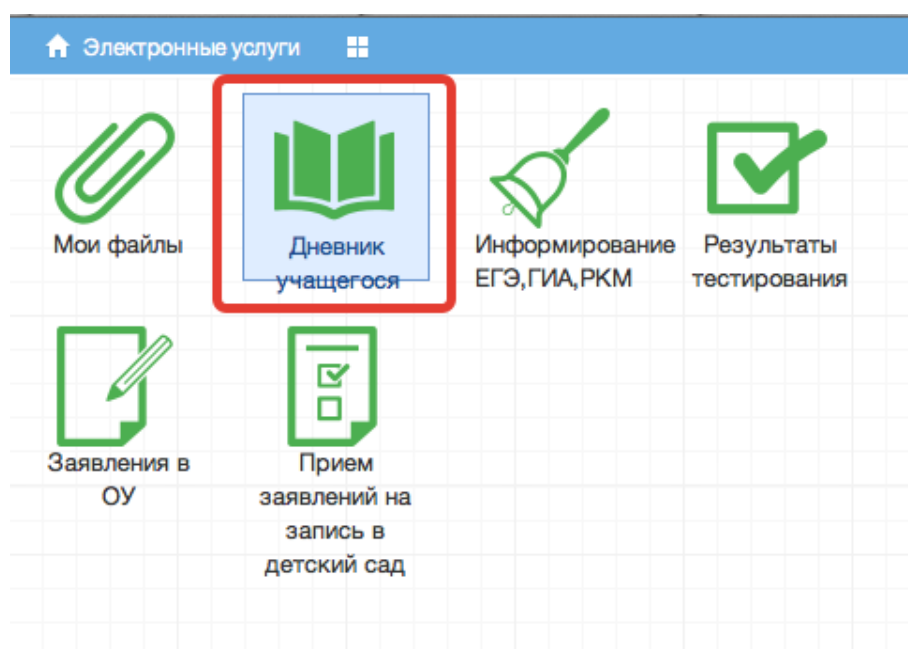 Электронные услуги
Мои файлы
Дневник
учащегося
Информирование
ЕГЭ,ГИА,РКМ
Результаты
тестирования
Заявления в
ОУ
Прием
заявлений на
запись в
детский сад